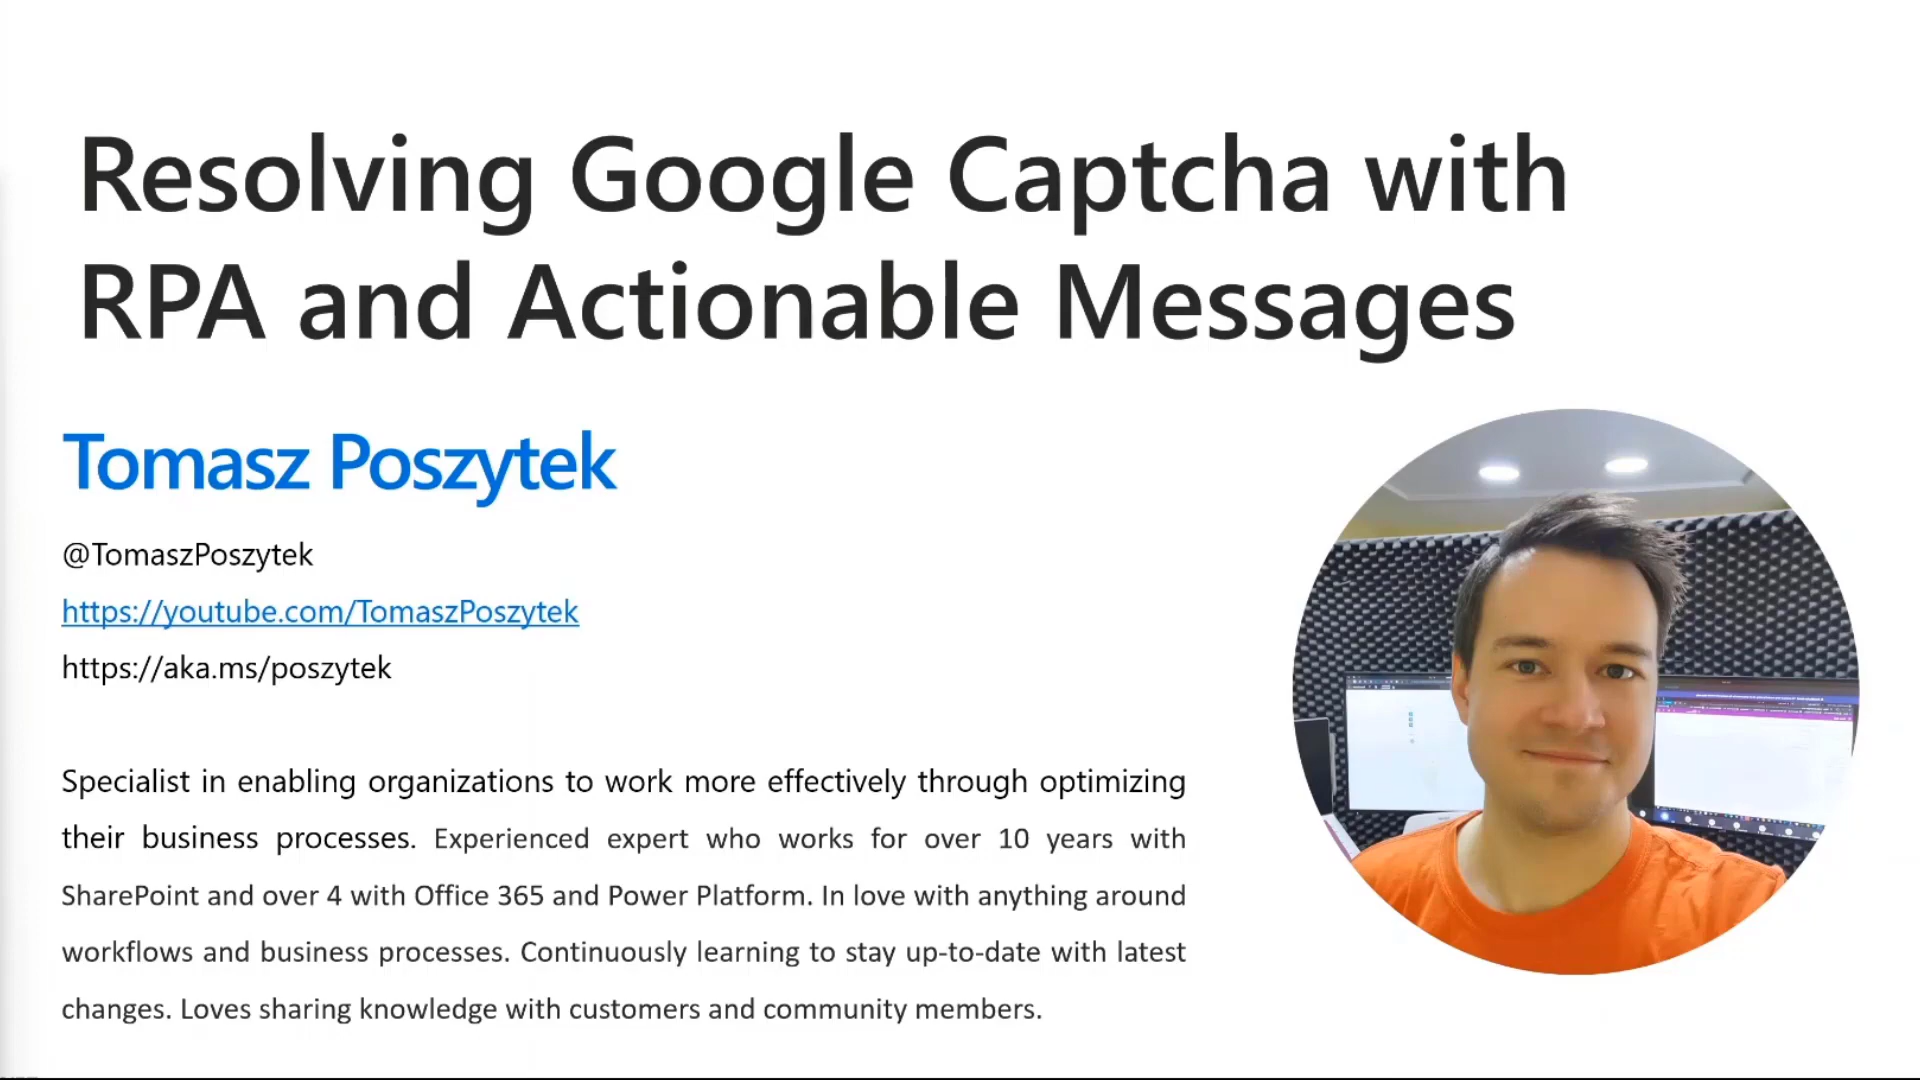 Resolving Google Captcha with
RPA and Actionable Messages
Tomasz Poszytek
@TomaszPoszytek
https://youtube.com/TomaszPoszytek
https://aka.ms/poszytek
Specialist in enabling organizations to work more effectively through optimizing
their business processes. Experienced expert who works for over 10 years with
SharePoint and over 4 with Office 365 and Power Platform. In love with anything around
workflows and business processes. Continuously learning to stay up-to-date with latest
changes. Loves sharing knowledge with customers and community members.